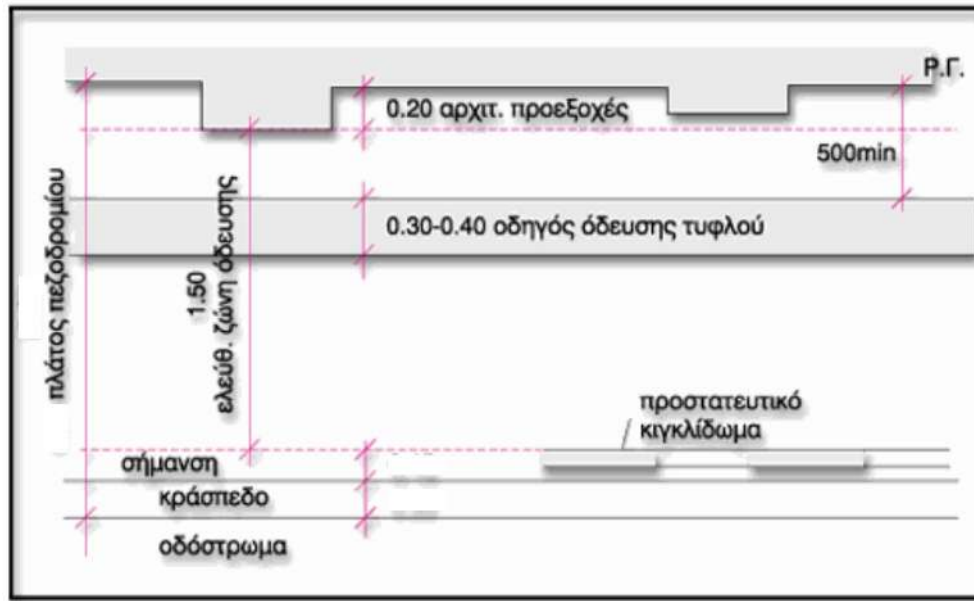 Ρ.Γ.
0.20 αρχιτ. προεξοχές
500min
0.30-0.40 οδηγός όδευσης τυφλού
πλάτος πεζοδρομίου
1.50
ελεύθ. ζώνη όδευσης
προστατευτικό
κιγκλίδωμα
σήμανση
κράσπεδο
οδόστρωμα